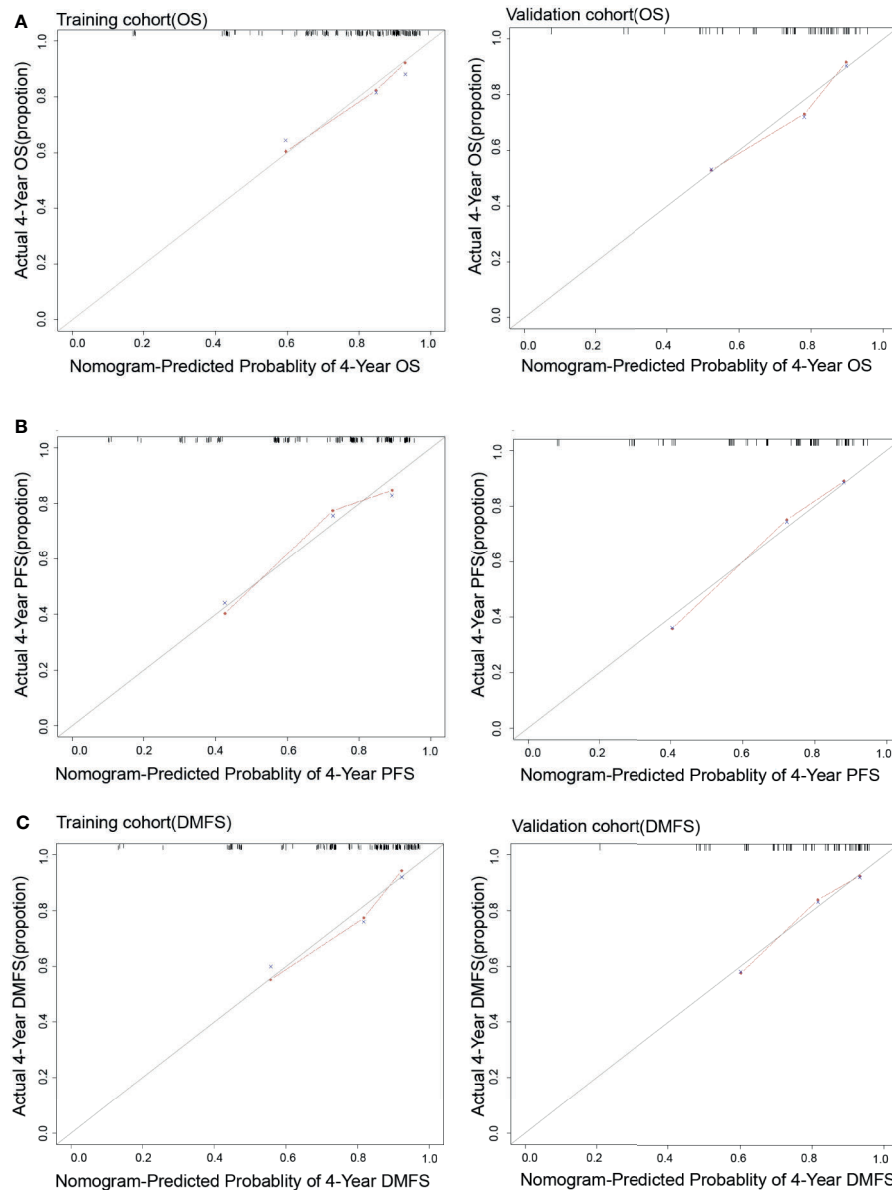 A
Training cohort(OS)
Actual 4-Year OS(propotion)
1.0
0.8
0.6
0.4
0.2
0.0
0.0 0.2 0.4 0.6 0.8 1.0
Nomogram-Predicted Probablity of 4-Year OS
Validation cohort(OS)
Actual 4-Year OS(propotion)
1.0
0.8
0.6
0.4
0.2
0.0
0.0 0.2 0.4 0.6 0.8 1.0
Nomogram-Predicted Probablity of 4-Year OS
B
Actual 4-Year PFS(propotion)
1.0
0.8
0.6
0.4
0.2
0.0
0.0 0.2 0.4 0.6 0.8 1.0
Nomogram-Predicted Probablity of 4-Year PFS
Actual 4-Year PFS(propotion)
1.0
0.8
0.6
0.4
0.2
0.0
0.0 0.2 0.4 0.6 0.8 1.0
Nomogram-Predicted Probablity of 4-Year PFS
C
Training cohort(DMFS)
Actual 4-Year DMFS(propotion)
1.0
0.8
0.6
0.4
0.2
0.0
0.0 0.2 0.4 0.6 0.8 1.0
Nomogram-Predicted Probablity of 4-Year DMFS
Validation cohort(DMFS)
Actual 4-Year DMFS(propotion)
1.0
0.8
0.6
0.4
0.2
0.0
0.0 0.2 0.4 0.6 0.8 1.0
Nomogram-Predicted Probablity of 4-Year DMFS